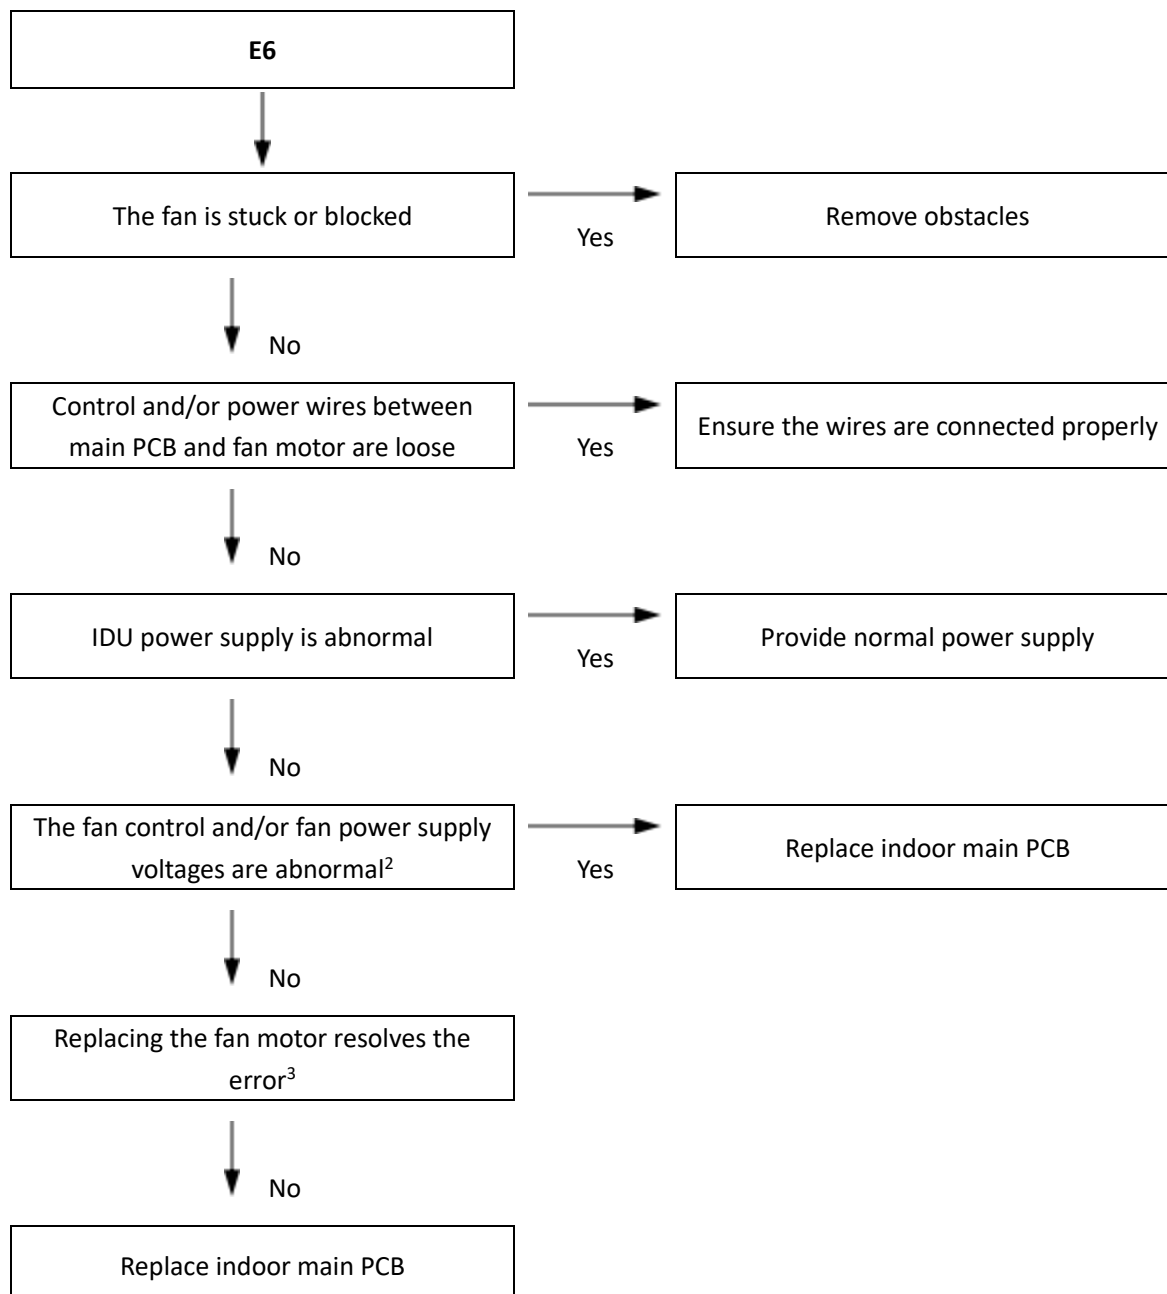 E6
The fan is stuck or blocked
Yes
Remove obstacles
No
Control and/or power wires between
main PCB and fan motor are loose
Yes
Ensure the wires are connected properly
No
IDU power supply is abnormal
Yes
Provide normal power supply
No
The fan control and/or fan power supply
voltages are abnormal²
Yes
Replace indoor main PCB
No
Replacing the fan motor resolves the
error³
No
Replace indoor main PCB